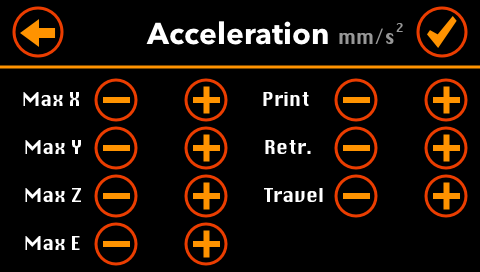 Acceleration mm/s²
Max X
Print
Max Y
Retr.
Max Z
Travel
Max E